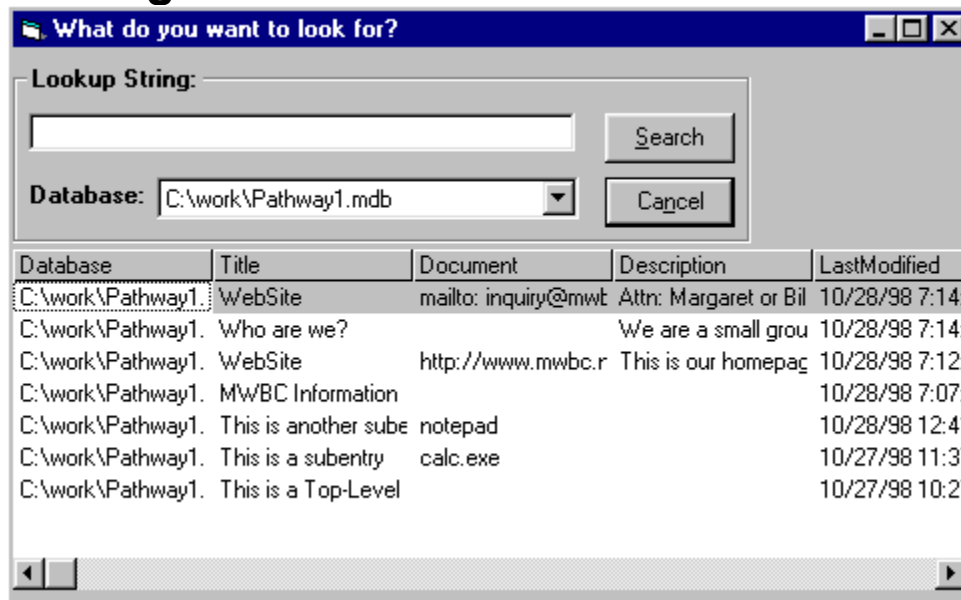 What do you want to look for?
Lookup String:
Search
Database: C:\work\Pathway1.mdb
Cancel
Database Title Document Description LastModified
C:\work\Pathway1. WebSite mailto: inquiry@mwb Attn: Margaret or Bil 10/28/98 7:14:
C:\work\Pathway1. Who are we? We are a small grou 10/28/98 7:14:
C:\work\Pathway1. WebSite http://www.mwbc.r This is our homepag 10/28/98 7:12:
C:\work\Pathway1. MWBC Information 10/28/98 7:07:
C:\work\Pathway1. This is another sube notepad 10/28/98 12:4
C:\work\Pathway1. This is a subentry calc.exe 10/27/98 11:3
C:\work\Pathway1. This is a Top-Level 10/27/98 10:2